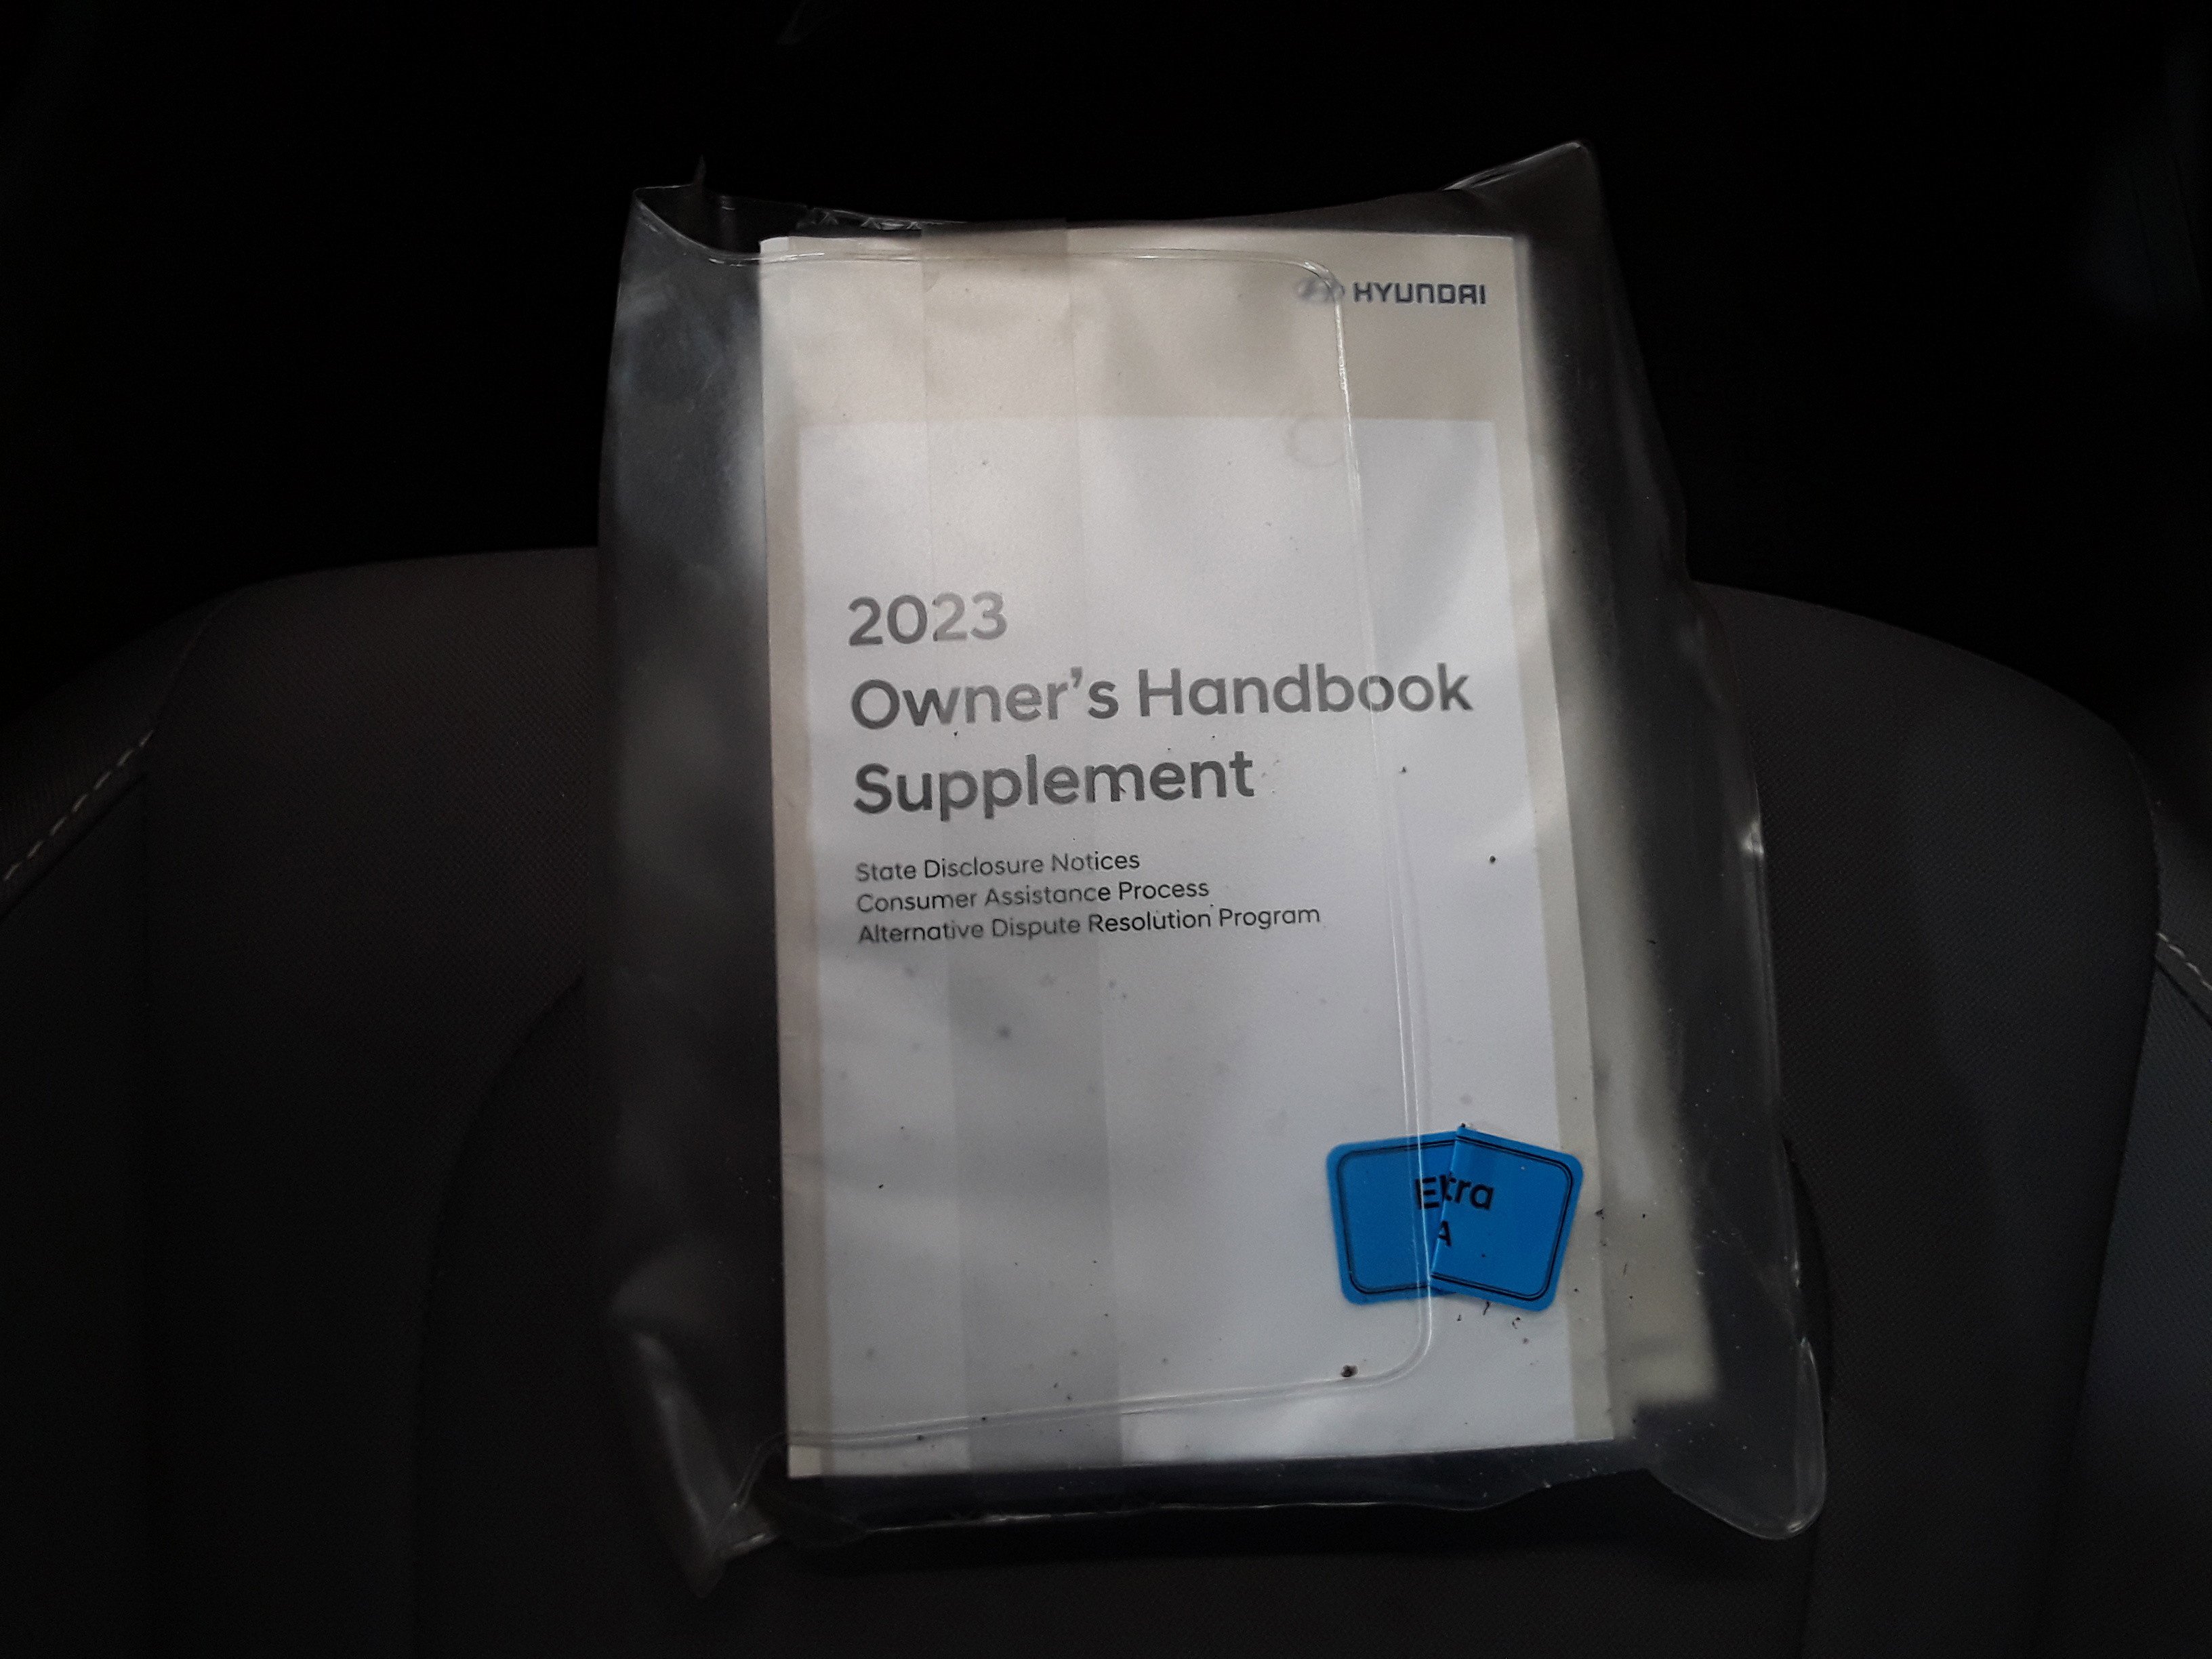 HYUNDAI
2023
Owner's Handbook
Supplement
State Disclosure Notices
Consumer Assistance Process
Alternative Dispute Resolution Program
A